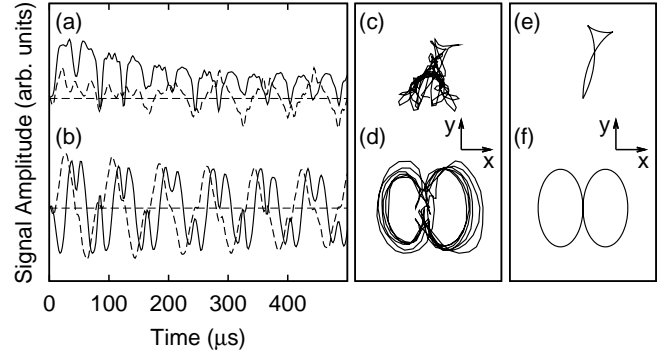 (a)
(c)
(e)
(b)
(d)
(f)
y
x
y
x
Signal Amplitude (arb. units)
0
100
200
300
400
Time (μs)